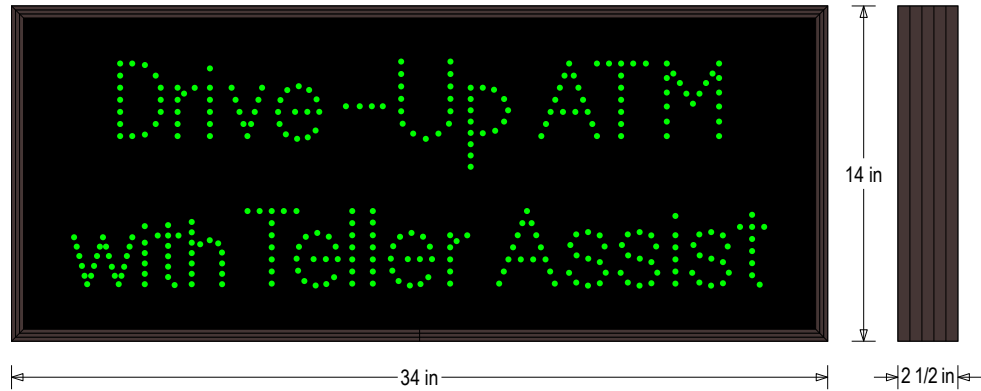 Drive-Up ATM
with Teller Assist
14 in
34 in
2 1/2 in